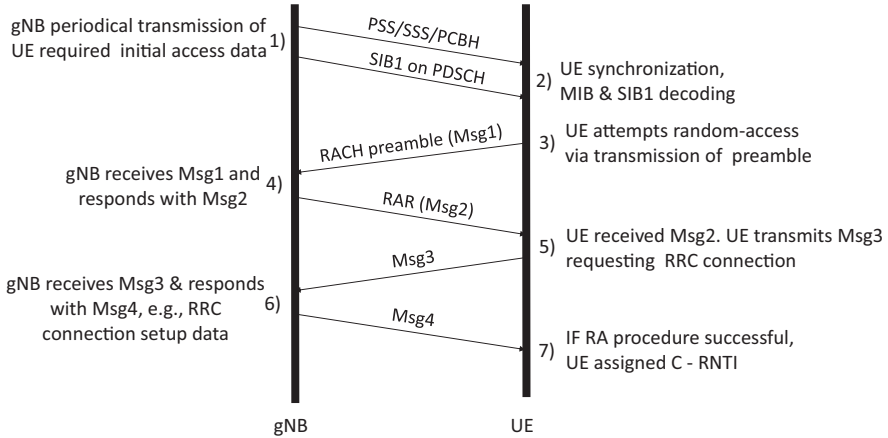 gNB periodical transmission of
UE required initial access data
1)
PSS/SSS/PCBH
SIB1 on PDSCH
2)
UE synchronization,
MIB & SIB1 decoding
3)
UE attempts random-access
via transmission of preamble
RACH preamble (Msg1)
gNB receives Msg1 and
responds with Msg2
4)
RAR (Msg2)
5)
UE received Msg2. UE transmits Msg3
requesting RRC connection
Msg3
gNB receives Msg3 & responds
with Msg4, e.g., RRC
connection setup data
6)
Msg4
7)
IF RA procedure successful,
UE assigned C - RNTI
gNB
UE